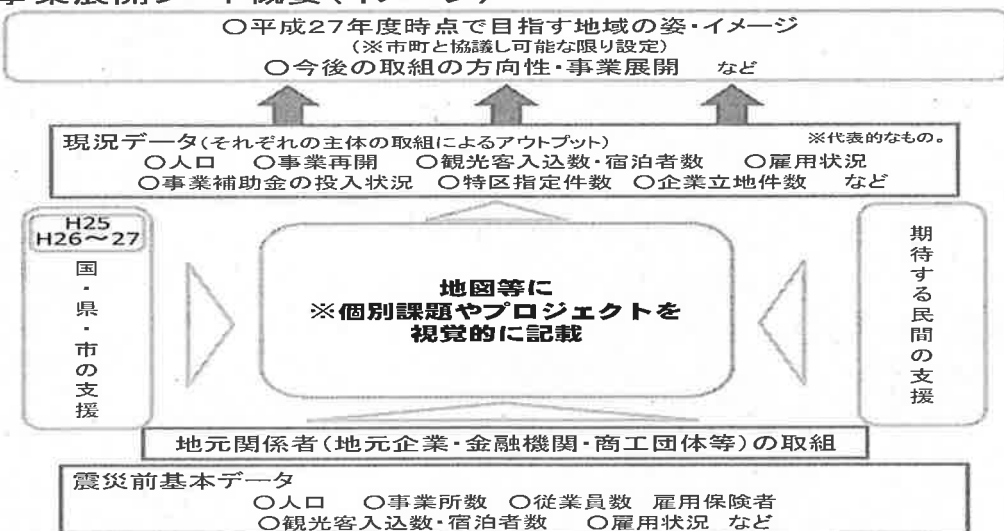 事業展開シート概要（イメージ）
○平成27年度時点で目指す地域の姿・イメージ
（※市町と協議し可能な限り設定）
○今後の取組の方向性・事業展開　など
現況データ（それぞれの主体の取組によるアウトプット）　※代表的なもの。
○人口　○事業再開　○観光客入込数・宿泊者数　○雇用状況
○事業補助金の投入状況　○特区指定件数　○企業立地件数　など
H25
H26～27
国・県・市の支援
地図等に
※個別課題やプロジェクトを
視覚的に記載
期待する民間の支援
地元関係者（地元企業・金融機関・商工団体等）の取組
震災前基本データ
○人口　○事業所数　○従業員数　雇用保険者
○観光客入込数・宿泊者数　○雇用状況　など